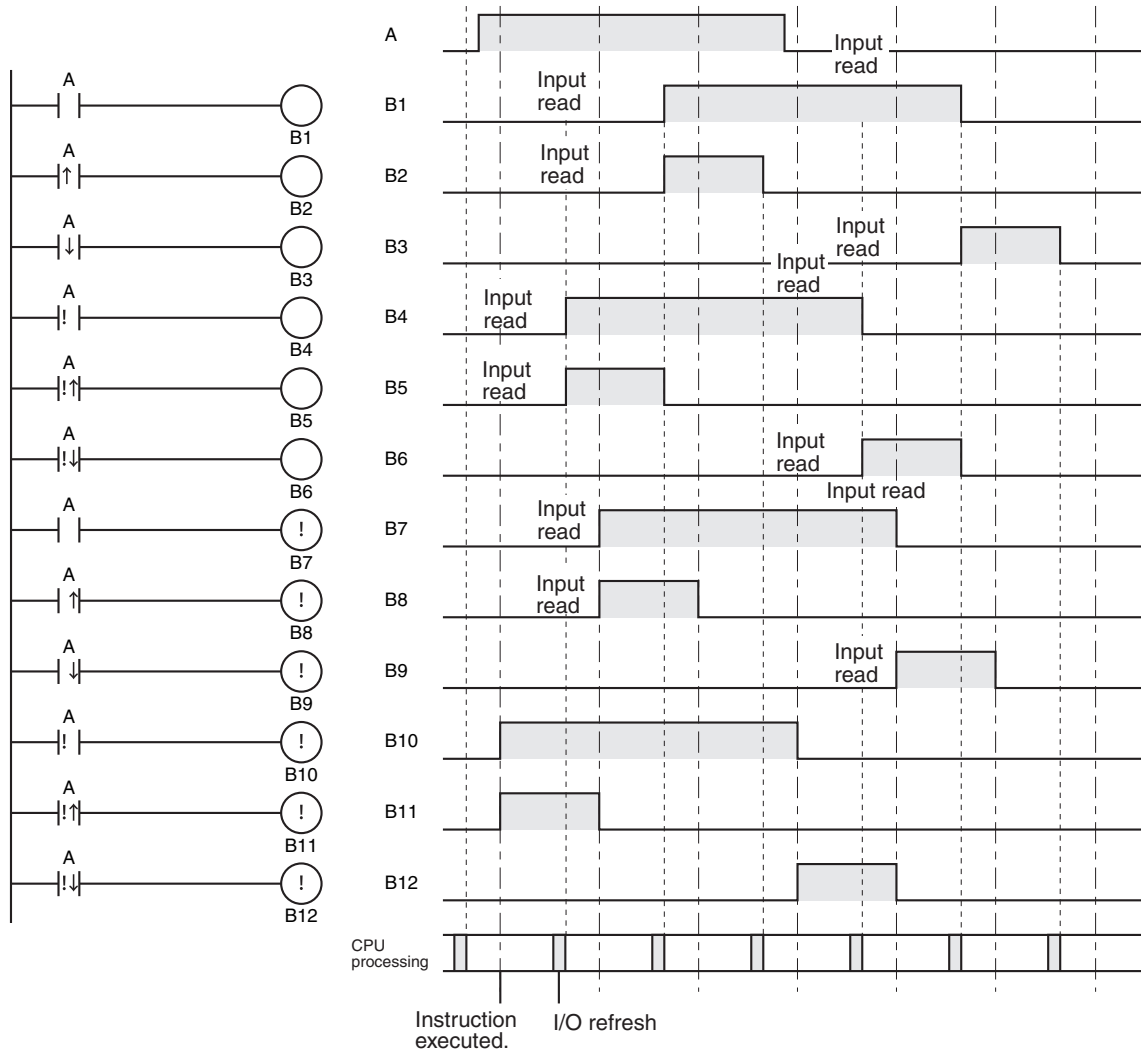 A
B1
A
↑
B2
A
↓
B3
A
!
B4
A
!↑
B5
A
!↓
B6
A
!
B7
A
↑
!
B8
A
↓
!
B9
A
!
!
B10
A
!↑
!
B11
A
!↓
!
B12
A
Input
read
B1
Input
read
B2
Input
read
B3
Input
read
Input
read
B4
Input
read
B5
Input
read
B6
Input
read
Input read
B7
Input
read
B8
Input
read
B9
Input
read
B10
B11
B12
CPU
processing
Instruction
executed.
I/O refresh